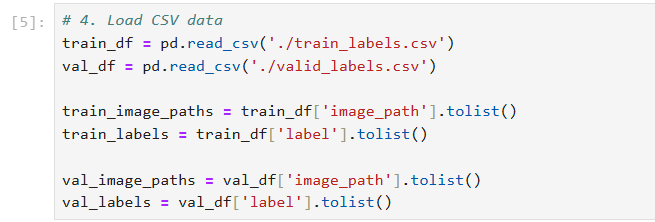 [5]: # 4. Load CSV data
train_df = pd.read_csv('./train_labels.csv')
val_df = pd.read_csv('./valid_labels.csv')
train_image_paths = train_df['image_path'].tolist()
train_labels = train_df['label'].tolist()
val_image_paths = val_df['image_path'].tolist()
val_labels = val_df['label'].tolist()